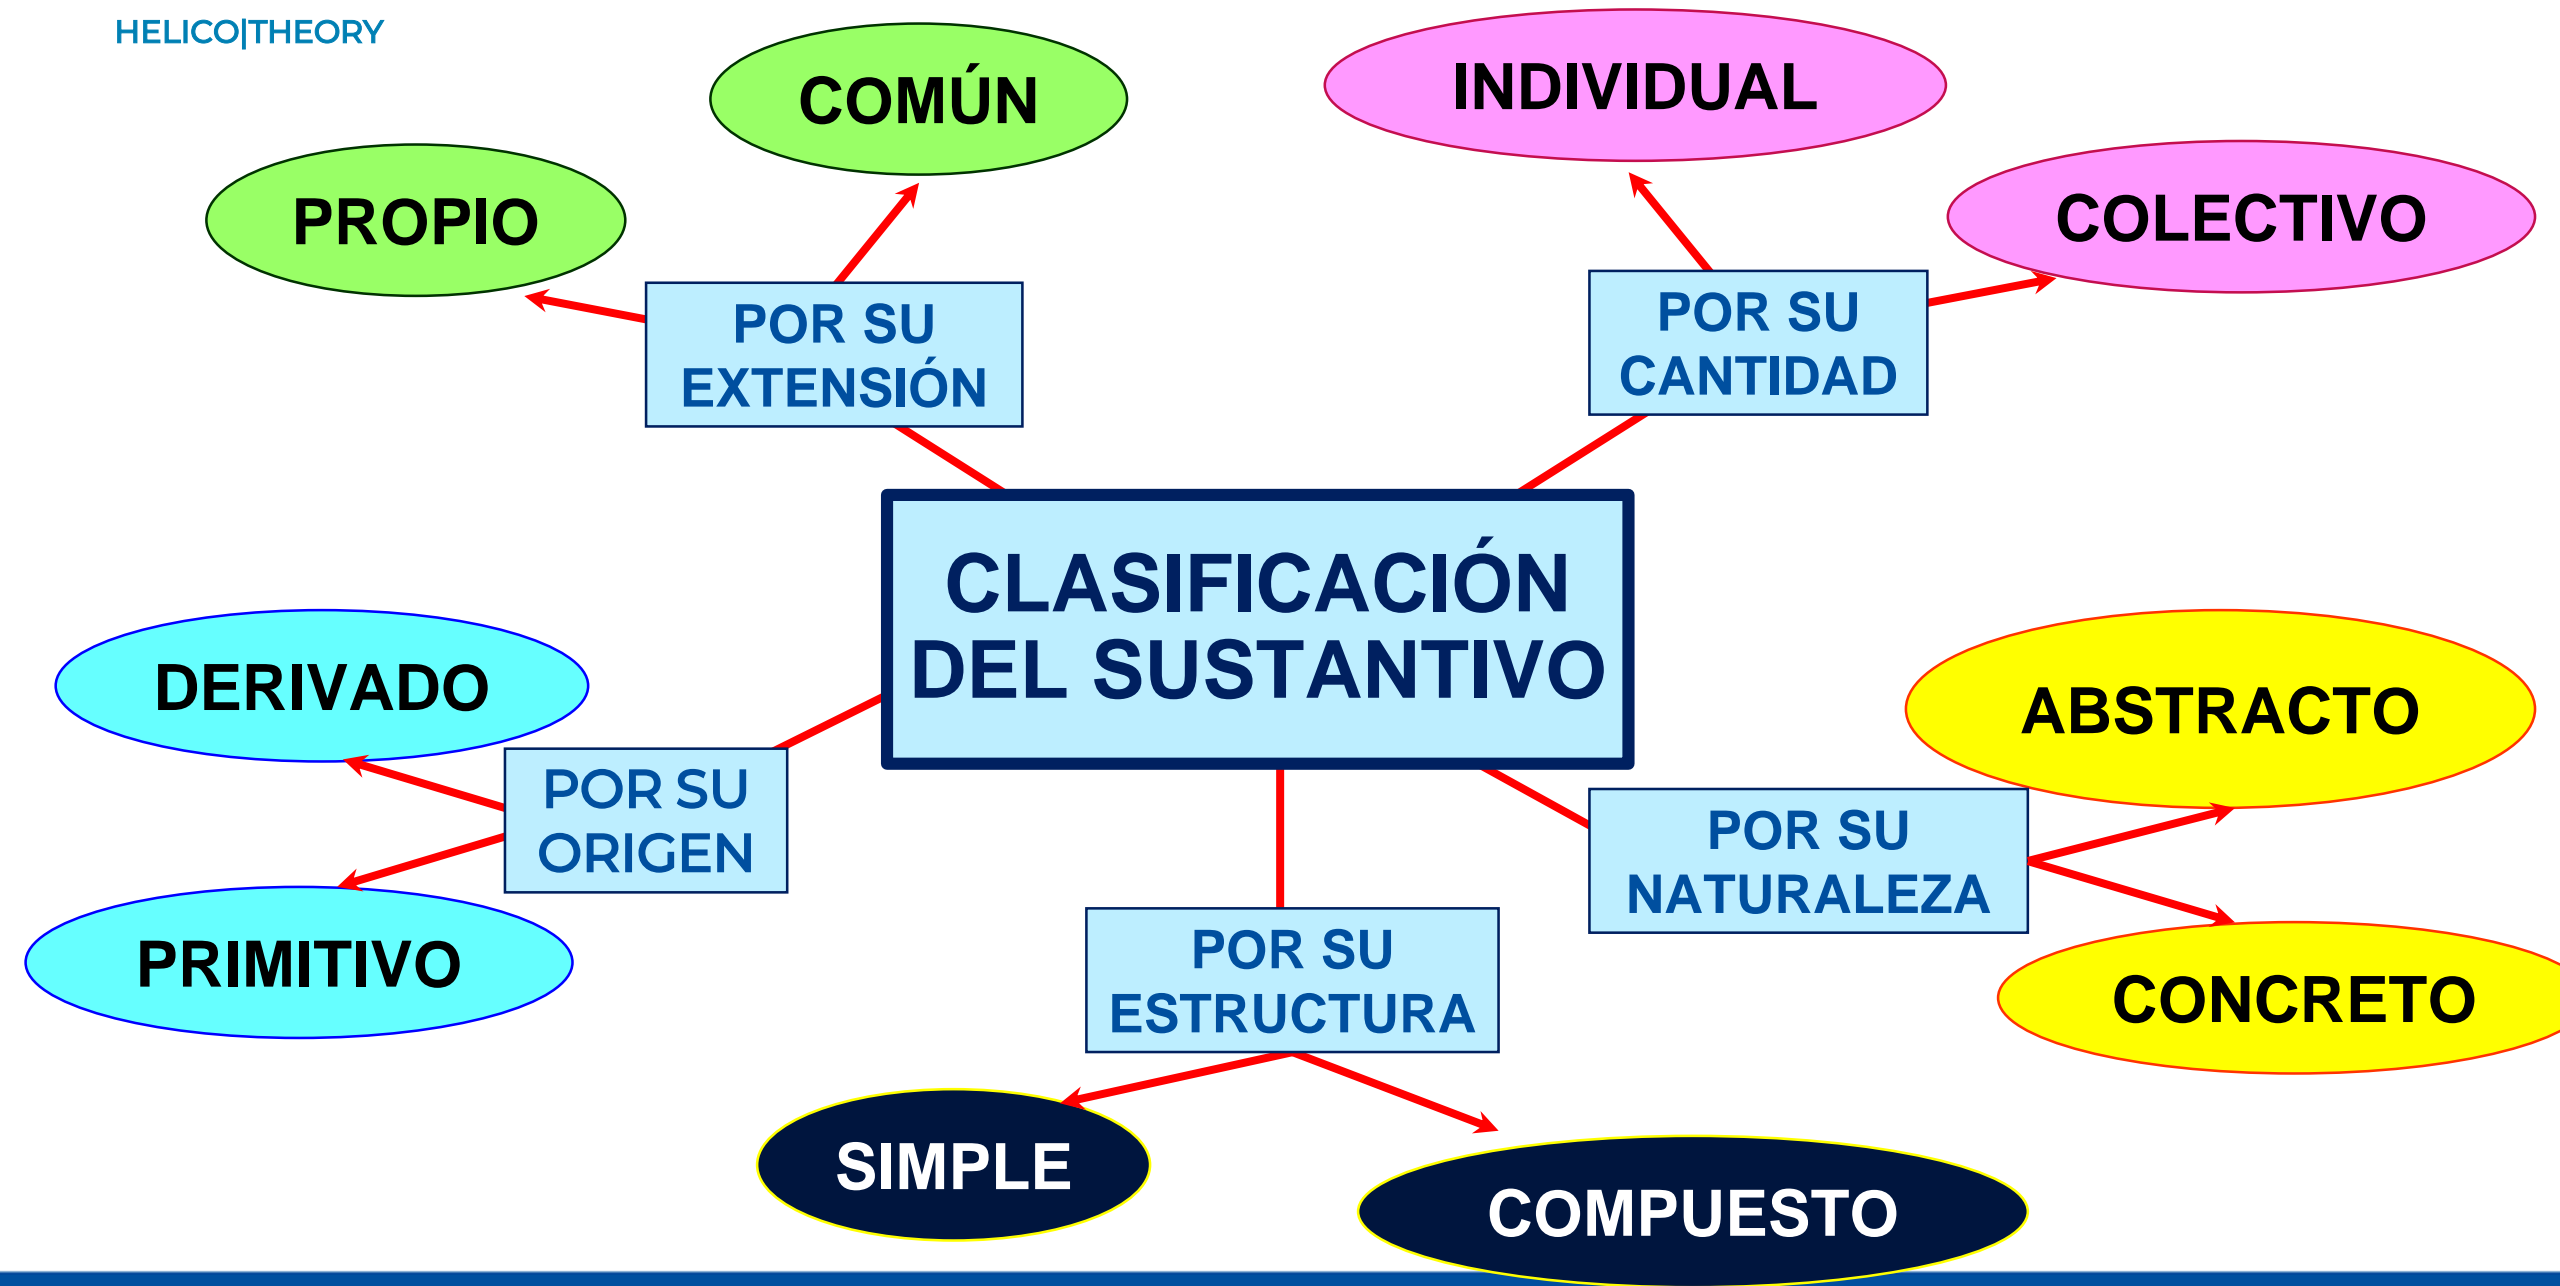 HELICO|THEORY
COMÚN
INDIVIDUAL
PROPIO
COLECTIVO
POR SU
EXTENSIÓN
POR SU
CANTIDAD
CLASIFICACIÓN
DEL SUSTANTIVO
DERIVADO
ABSTRACTO
POR SU
ORIGEN
POR SU
NATURALEZA
PRIMITIVO
POR SU
ESTRUCTURA
CONCRETO
SIMPLE
COMPUESTO